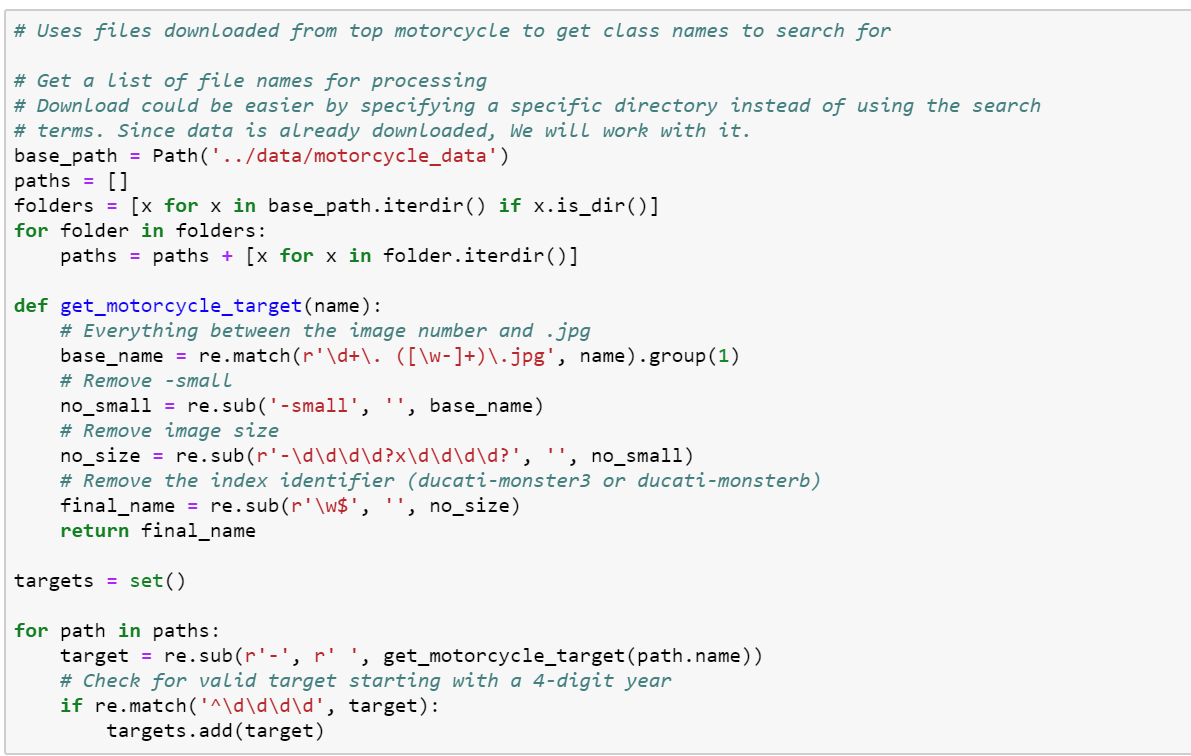 # Uses files downloaded from top motorcycle to get class names to search for

# Get a list of file names for processing
# Download could be easier by specifying a specific directory instead of using the search
# terms. Since data is already downloaded, We will work with it.
base_path = Path('../data/motorcycle_data')
paths = []
folders = [x for x in base_path.iterdir() if x.is_dir()]
for folder in folders:
    paths = paths + [x for x in folder.iterdir()]

def get_motorcycle_target(name):
    # Everything between the image number and .jpg
    base_name = re.match(r'\d+\. ([\w-]+)\.jpg', name).group(1)
    # Remove -small
    no_small = re.sub('-small', '', base_name)
    # Remove image size
    no_size = re.sub(r'-\d\d\d\d?x\d\d\d\d?', '', no_small)
    # Remove the index identifier (ducati-monster3 or ducati-monsterb)
    final_name = re.sub(r'\w$', '', no_size)
    return final_name

targets = set()

for path in paths:
    target = re.sub(r'-', r' ', get_motorcycle_target(path.name))
    # Check for valid target starting with a 4-digit year
    if re.match('^\d\d\d\d', target):
        targets.add(target)